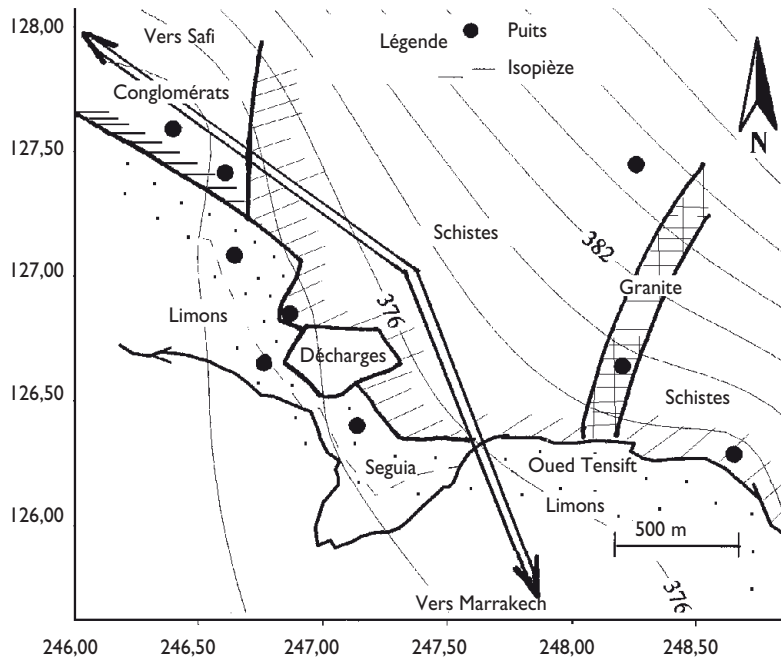 128,00
127,50
127,00
126,50
126,00
Vers Safi
Légende
Puits
Isopièze
Conglomérats
N
Schistes
382
Granite
376
Limons
Décharges
Schistes
Seguia
Oued Tensift
Limons
500 m
376
Vers Marrakech
246,00 246,50 247,00 247,50 248,00 248,50